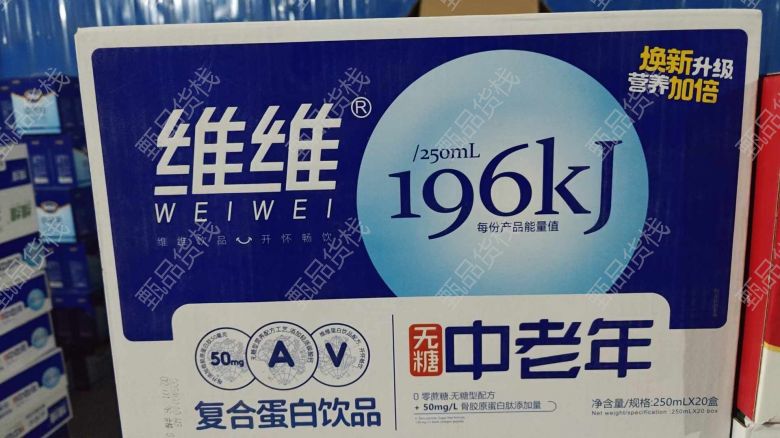 焕新升级
营养加倍
维维®
WEIWEI
维维饮品 开怀畅饮
/250mL
196kJ
每份产品能量值
50mg
A
V
复合蛋白饮品
无糖
中老年
0 零蔗糖.无糖型配方
+ 50mg/L 骨胶原蛋白肽添加量
净含量/规格:250mLX20盒
Net weight/specification :250mLX20 box
甄品货栈